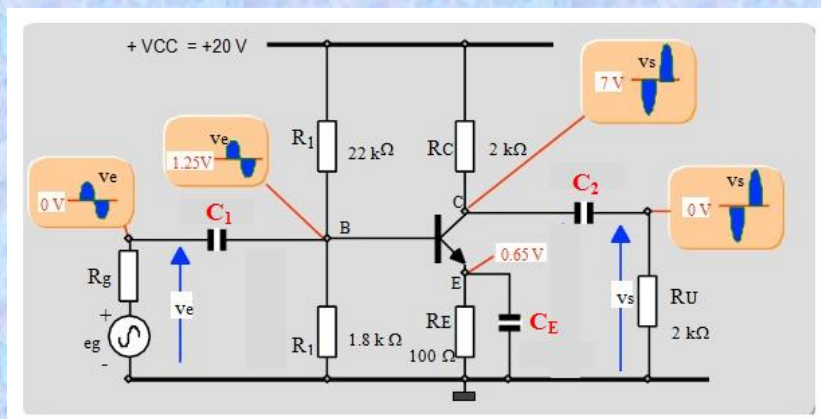 + VCC = +20 V
vs
7 V
R1
22 kΩ
RC
2 kΩ
ve
1.25V
ve
0 V
C1
B
C
C2
vs
0 V
Rg
+
eg
-
ve
E
0.65 V
R1
1.8 k Ω
RE
100 Ω
CE
vs
RU
2 kΩ